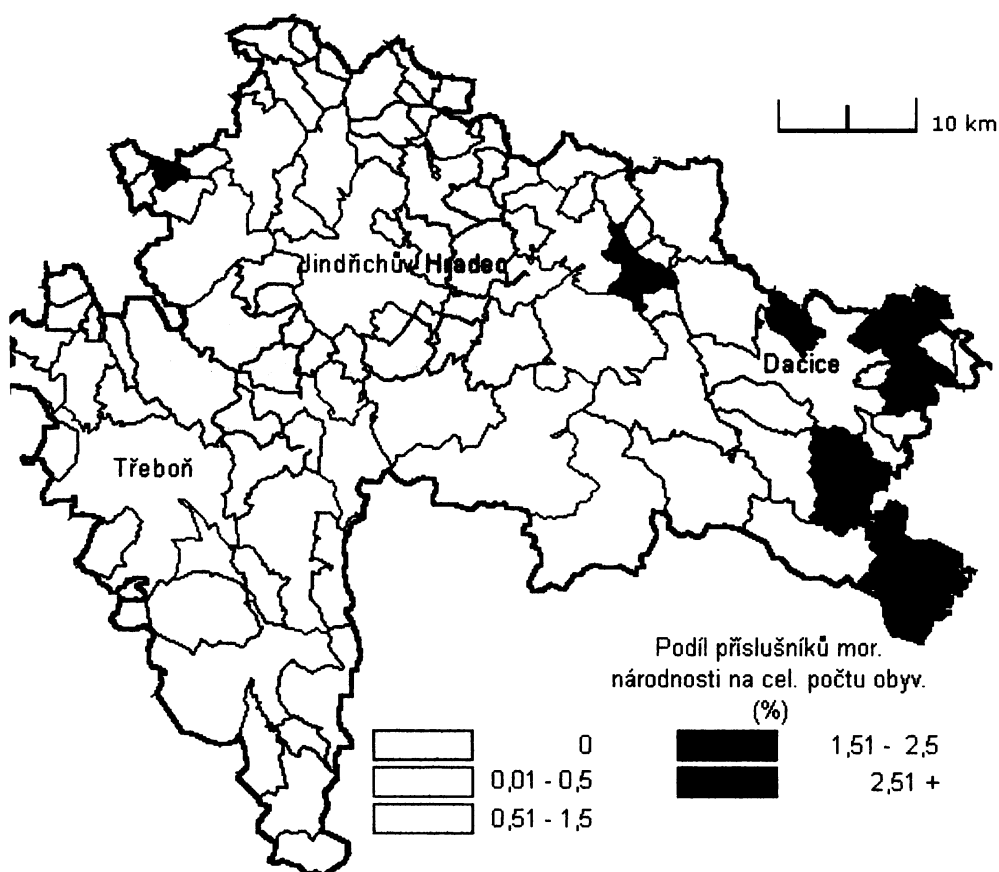 10 km
Jindřichův Hradec
Dačice
Třeboň
Podíl příslušníků mor.
národnosti na cel. počtu obyv.
(%)
0
0,01 - 0,5
0,51 - 1,5
1,51 - 2,5
2,51 +